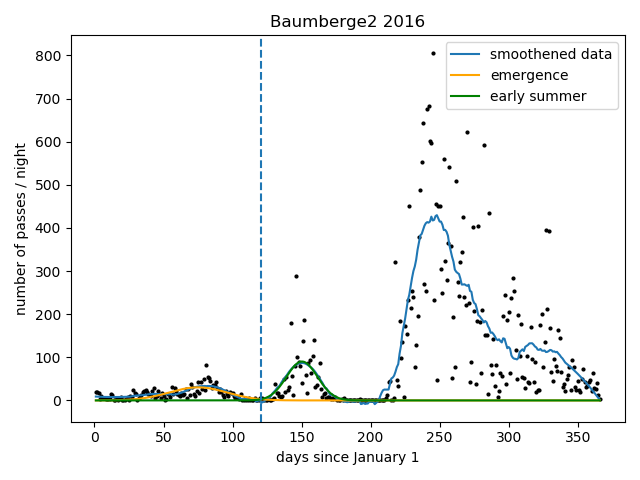 Baumberge2 2016
smoothened data
emergence
early summer
number of passes / night
800
700
600
500
400
300
200
100
0
0 50 100 150 200 250 300 350
days since January 1